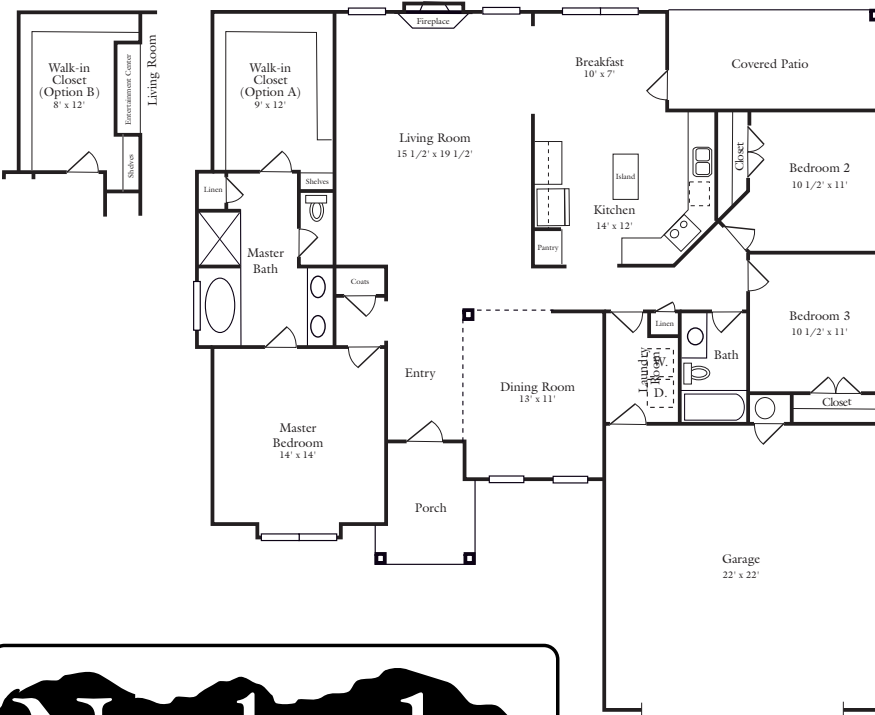 Walk-in
Closet
(Option B)
8' x 12'
Entertainment Center
Living Room
Shelves
Walk-in
Closet
(Option A)
9' x 12'
Fireplace
Breakfast
10' x 7'
Covered Patio
Living Room
15 1/2' x 19 1/2'
Closet
Bedroom 2
10 1/2' x 11'
Island
Kitchen
14' x 12'
Pantry
Linen
Shelves
Master
Bath
Coats
Linen
Bedroom 3
10 1/2' x 11'
Laundry
Room
W.
D.
Bath
Entry
Dining Room
13' x 11'
Closet
Master
Bedroom
14' x 14'
Porch
Garage
22' x 22'